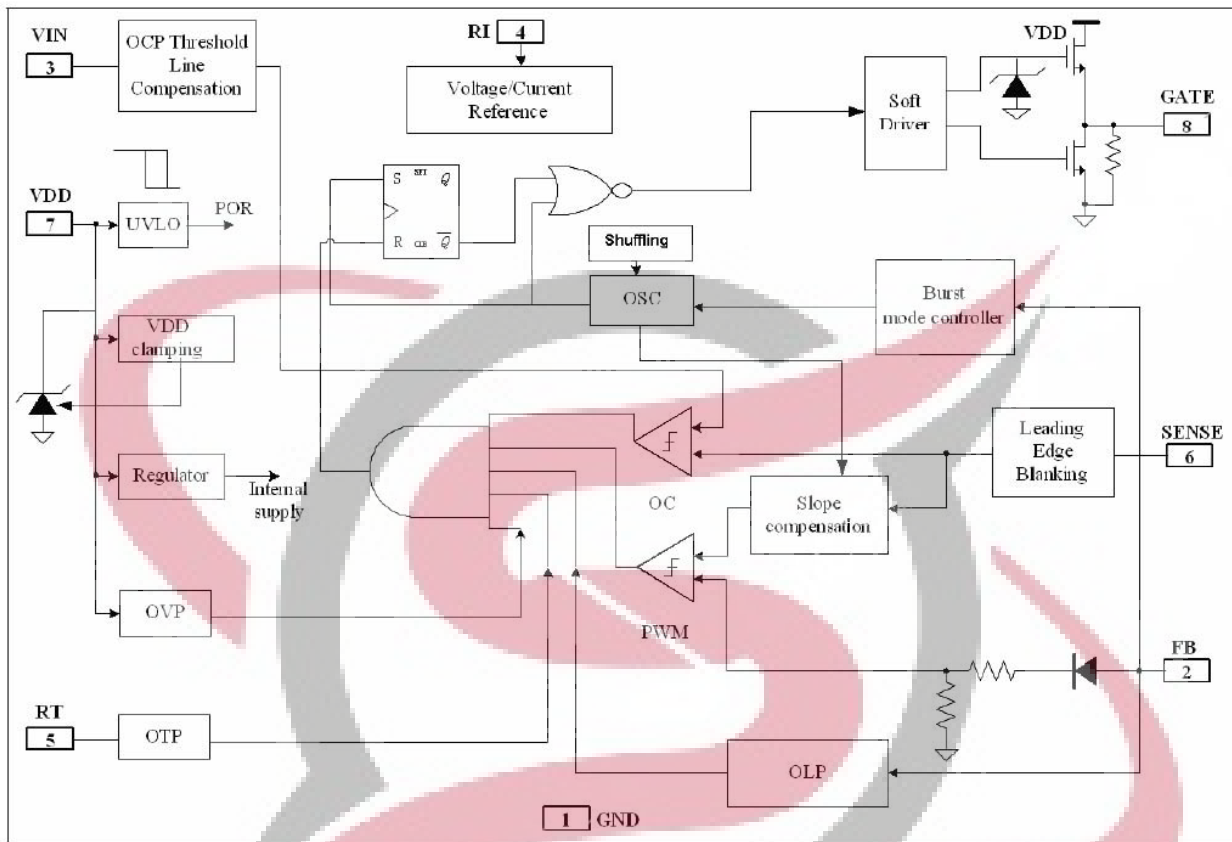 VIN
3
OCP Threshold
Line
Compensation
RI
4
Voltage/Current
Reference
VDD
Soft
Driver
GATE
8
VDD
7
UVLO
POR
S SET Q
R Q
Shuffling
OSC
Burst
mode controller
VDD
clamping
Regulator
Internal
supply
OC
Slope
compensation
Leading
Edge
Blanking
SENSE
6
OVP
PWM
FB
2
RT
5
OTP
OLP
1
GND